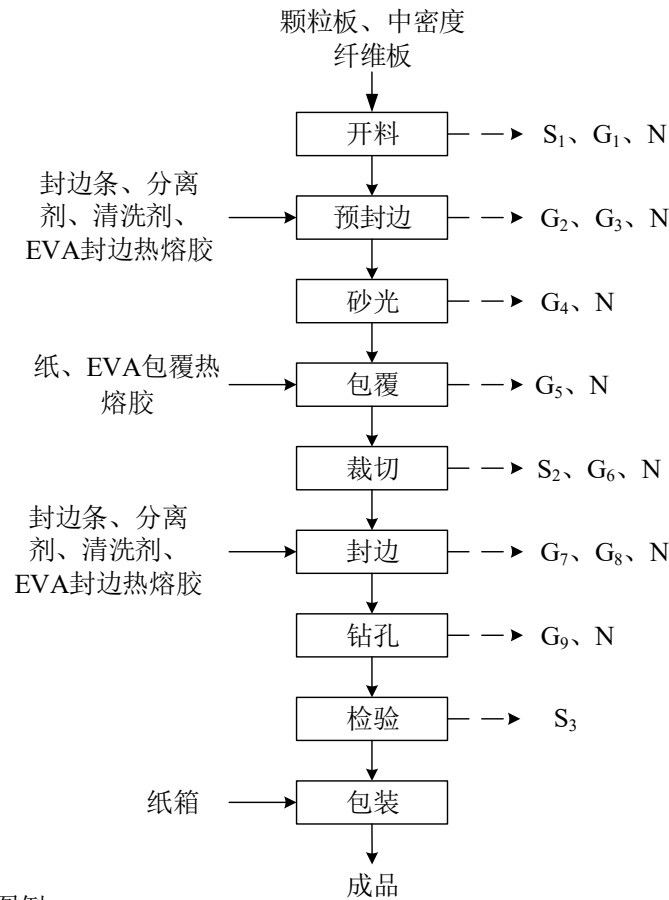 颗粒板、中密度
纤维板
开料
S₁、G₁、N
封边条、分离
剂、清洗剂、
EVA封边热熔胶
预封边
G₂、G₃、N
砂光
G₄、N
纸、EVA包覆热
熔胶
包覆
G₅、N
裁切
S₂、G₆、N
封边条、分离
剂、清洗剂、
EVA封边热熔胶
封边
G₇、G₈、N
钻孔
G₉、N
检验
S₃
纸箱
包装
成品